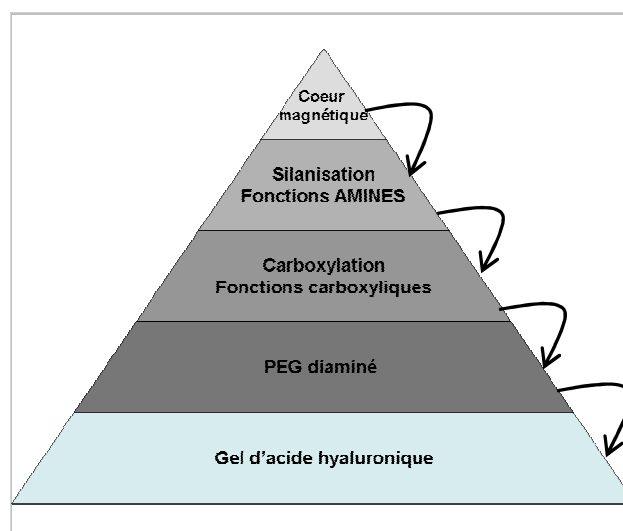 Coeur
magnétique
Silanisation
Fonctions AMINES
Carboxylation
Fonctions carboxyliques
PEG diaminé
Gel d'acide hyaluronique